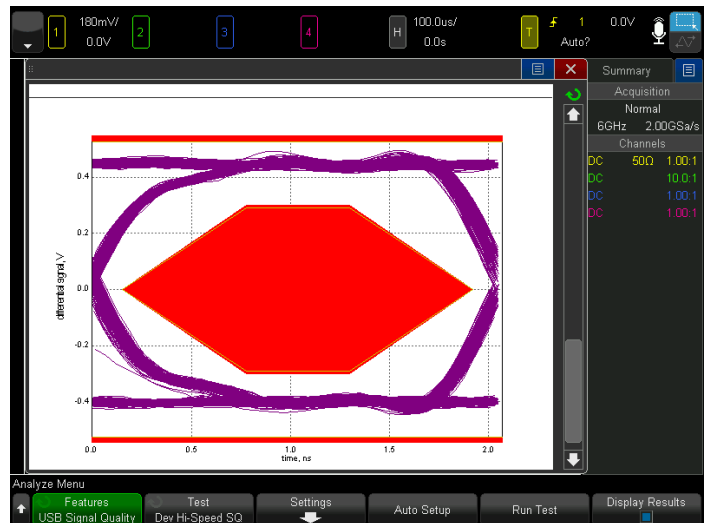 1 180mV/ 0.0V 2 3 4 H 100.0us/ 0.0s T 1 0.0V Auto?
Summary
Acquisition
Normal
6GHz 2.00GSa/s
Channels
DC 50Ω 1.00:1
DC 10.0:1
DC 1.00:1
DC 1.00:1
differential signal, V
0.4
0.2
0.0
-0.2
-0.4
0.0 0.5 1.0 1.5 2.0
time, ns
Analyze Menu
Features
USB Signal Quality
Test
Dev Hi-Speed SQ
Settings
Auto Setup
Run Test
Display Results